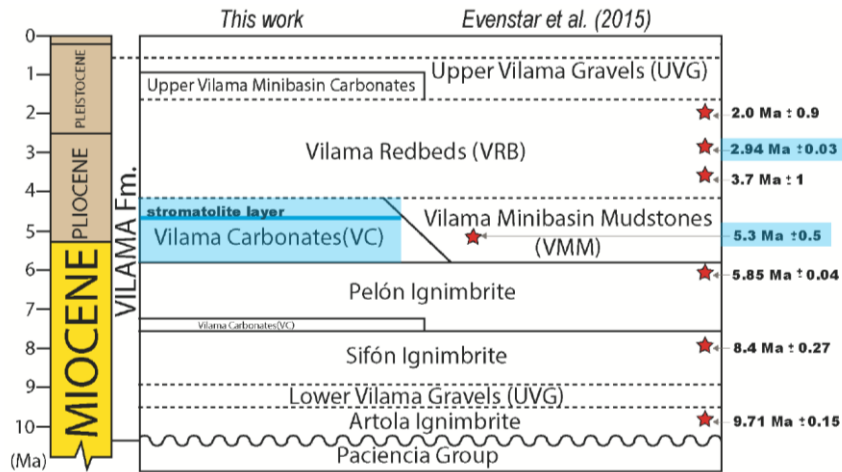 This work
Evenstar et al. (2015)
0
1
2
3
4
5
6
7
8
9
10
(Ma)
PLEISTOCENE
PLIOCENE
MIOCENE
VILAMA Fm.
Upper Vilama Gravels (UVG)
Upper Vilama Minibasin Carbonates
Vilama Redbeds (VRB)
stromatolite layer
Vilama Carbonates(VC)
Vilama Minibasin Mudstones
(VMM)
Pelón Ignimbrite
Vilama Carbonates(VC)
Sifón Ignimbrite
Lower Vilama Gravels (UVG)
Artola Ignimbrite
Paciencia Group
2.0 Ma ± 0.9
2.94 Ma ±0.03
3.7 Ma ± 1
5.3 Ma ±0.5
5.85 Ma ± 0.04
8.4 Ma ± 0.27
9.71 Ma ± 0.15